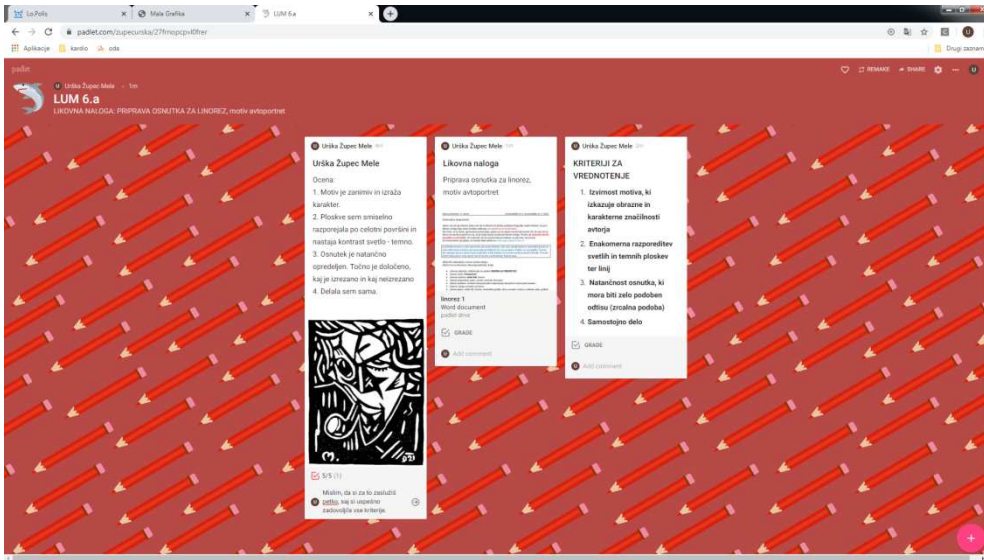 Lo.Polis
Mala Grafika
LUM 6.a
padlet.com/zupecurska/27frnopcpvl0frer
Aplikacije
kardio
oda
Drugi zaznam
padlet
REMAKE
SHARE
U
Urška Župec Mele 1m
LUM 6.a
LIKOVNA NALOGA: PRIPRAVA OSNUTKA ZA LINOREZ, motiv avtoportret
U Urška Župec Mele
Urška Župec Mele
Ocena:
1. Motiv je zanimiv in izraža
karakter.
2. Ploskve sem smiselno
razporejala po celotni površini in
nastaja kontrast svetlo - temno.
3. Osnutek je natančno
opredeljen. Točno je določeno,
kaj je izrezano in kaj neizrezano
4. Delala sem sama.
5/5 (1)
Mislim, da si za to zaslužiš
petko, saj si uspešno
zadovoljila vse kriterije.
U Urška Župec Mele
Likovna naloga
Priprava osnutka za linorez,
motiv avtoportret
linorez 1
Word document
padlet drive
GRADE
U Add comment
U Urška Župec Mele
KRITERIJI ZA
VREDNOTENJE
1. Izvirnost motiva, ki
izkazuje obrazne in
karakterne značilnosti
avtorja
2. Enakomerna razporeditev
svetlih in temnih ploskev
ter linij
3. Natančnost osnutka, ki
mora biti zelo podoben
odtisu (zrcalna podoba)
4. Samostojno delo
GRADE
U Add comment